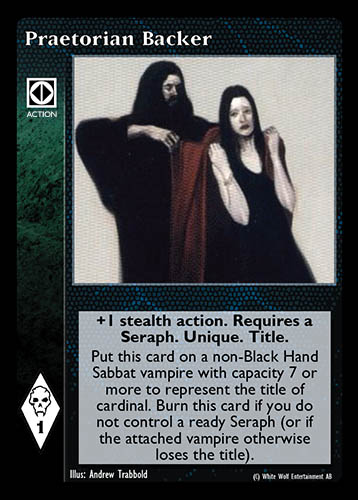 Praetorian Backer
ACTION
+1 stealth action. Requires a
Seraph. Unique. Title.
Put this card on a non-Black Hand
Sabbat vampire with capacity 7 or
more to represent the title of
cardinal. Burn this card if you do
not control a ready Seraph (or if
the attached vampire otherwise
loses the title).
1
Illus: Andrew Trabbold
(C) White Wolf Entertainment AB